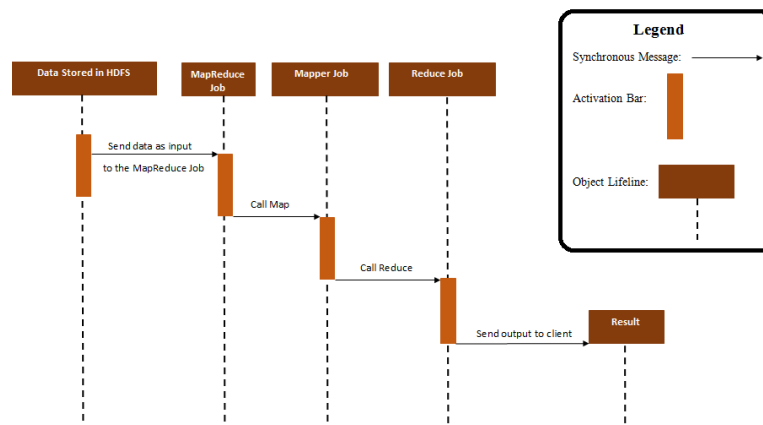 Legend
Synchronous Message:
Activation Bar:
Object Lifeline:
Data Stored in HDFS
MapReduce
Job
Mapper Job
Reduce Job
Send data as input
to the MapReduce Job
Call Map
Call Reduce
Send output to client
Result